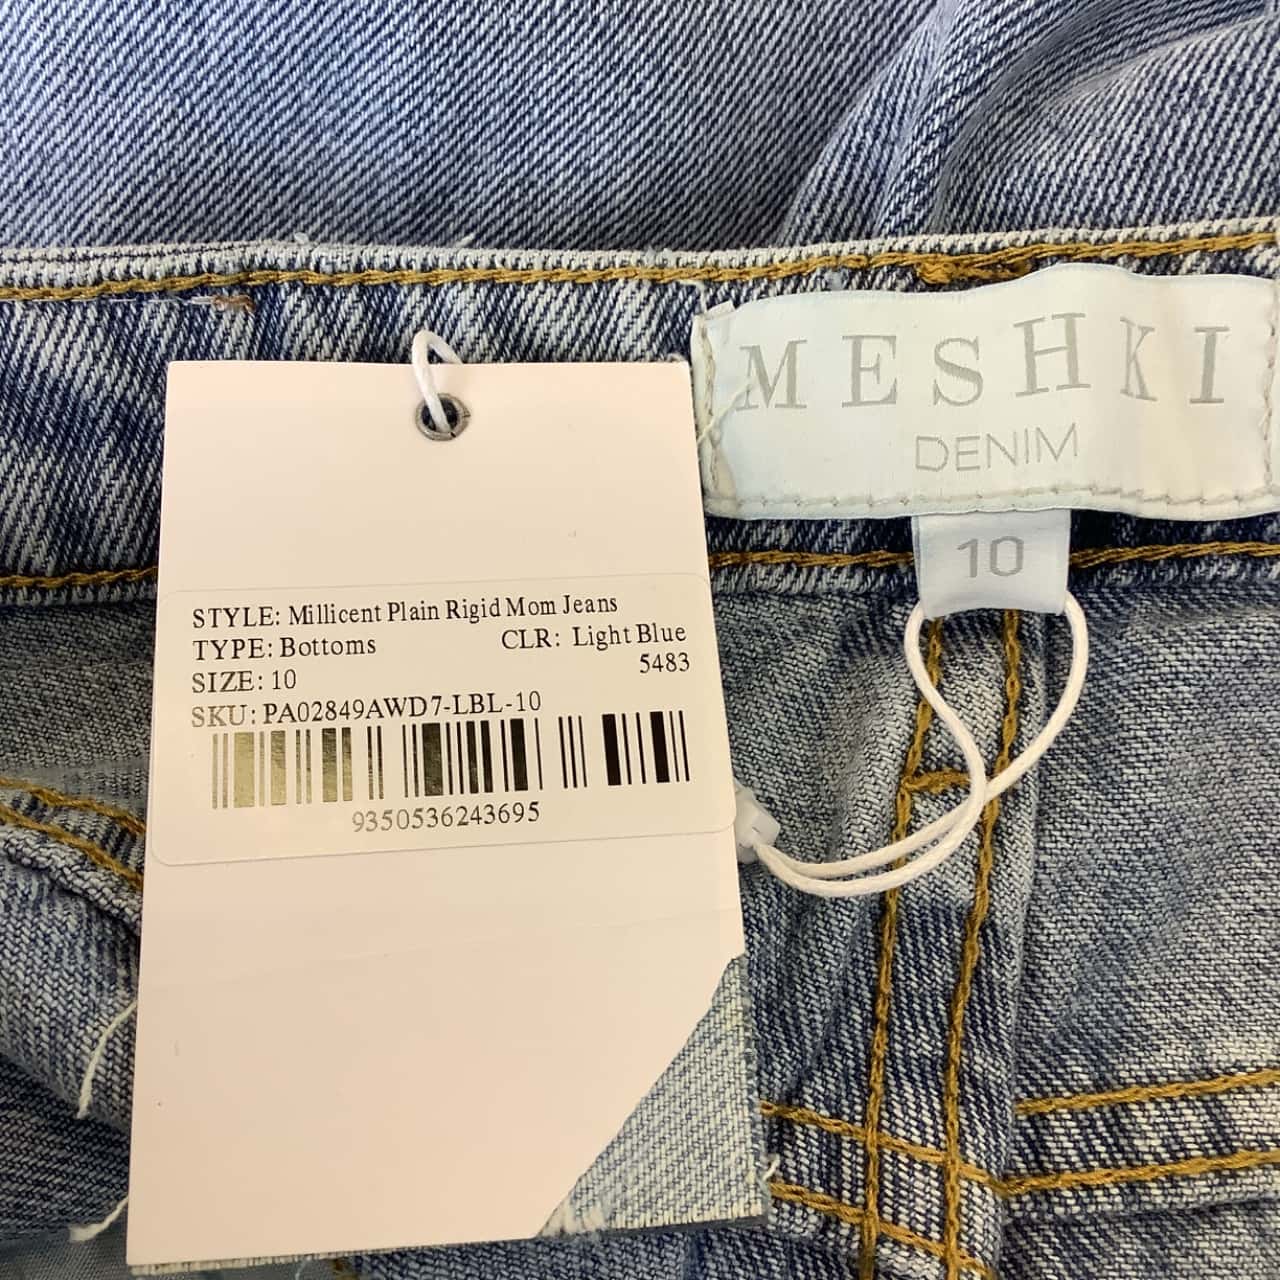 MESHKI
DENIM
10
STYLE: Millicent Plain Rigid Mom Jeans
TYPE: Bottoms CLR: Light Blue
SIZE: 10 5483
SKU: PA02849AWD7-LBL-10
9350536243695